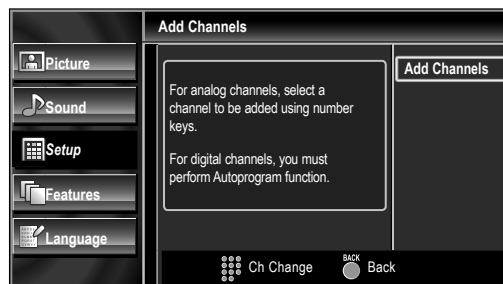 Add Channels
Picture
Sound
Setup
Features
Language
For analog channels, select a
channel to be added using number
keys.
For digital channels, you must
perform Autoprogram function.
Add Channels
Ch Change
BACK
Back